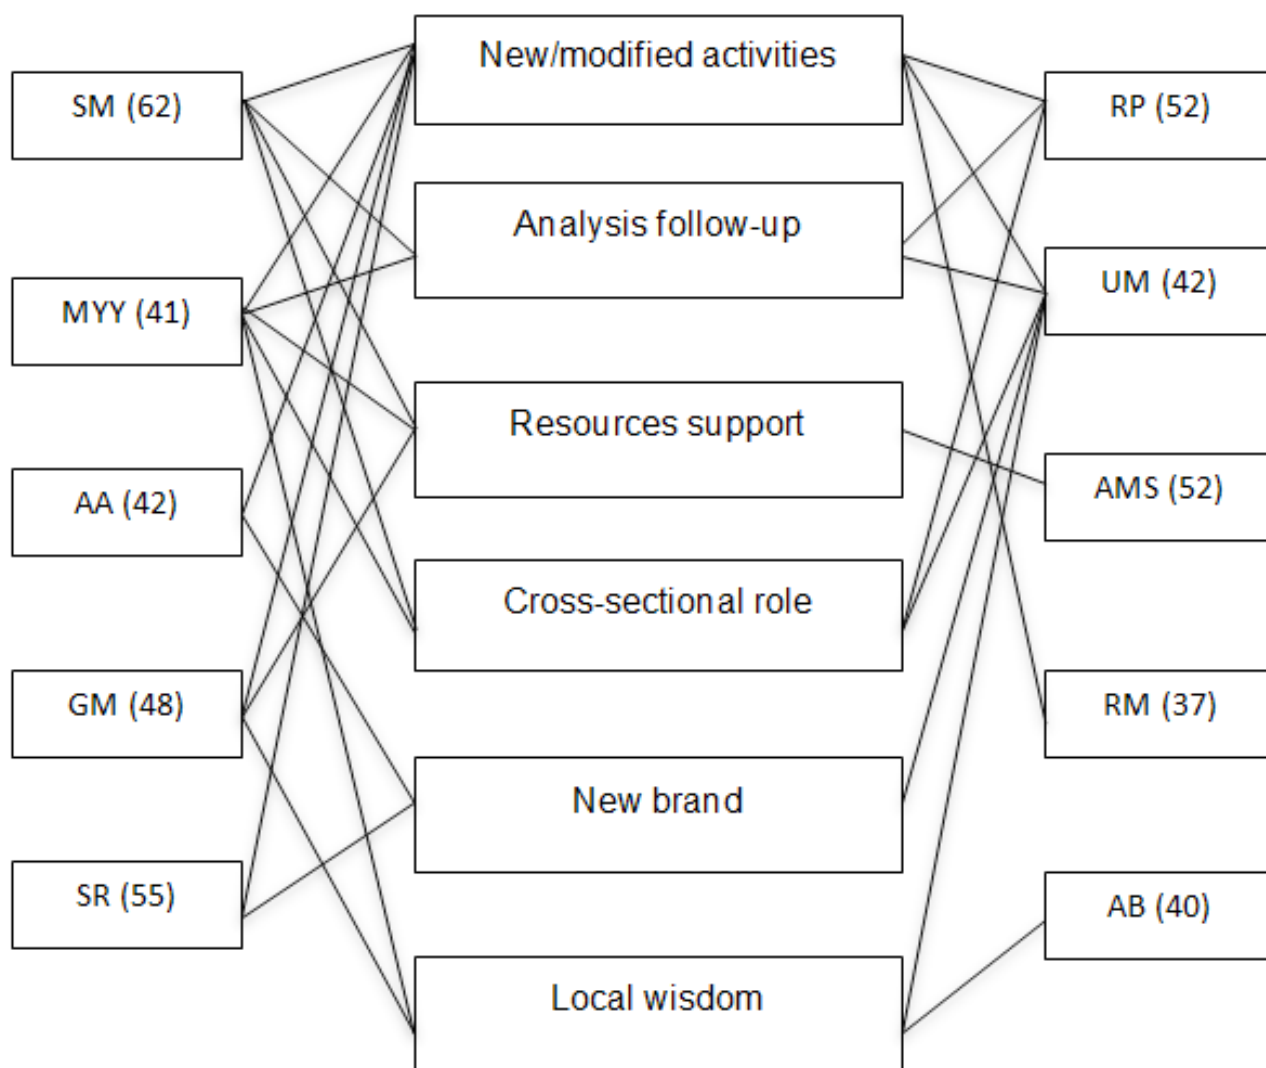 New/modified activities
SM (62)
RP (52)
Analysis follow-up
UM (42)
MYY (41)
Resources support
AMS (52)
AA (42)
Cross-sectional role
GM (48)
RM (37)
New brand
SR (55)
AB (40)
Local wisdom